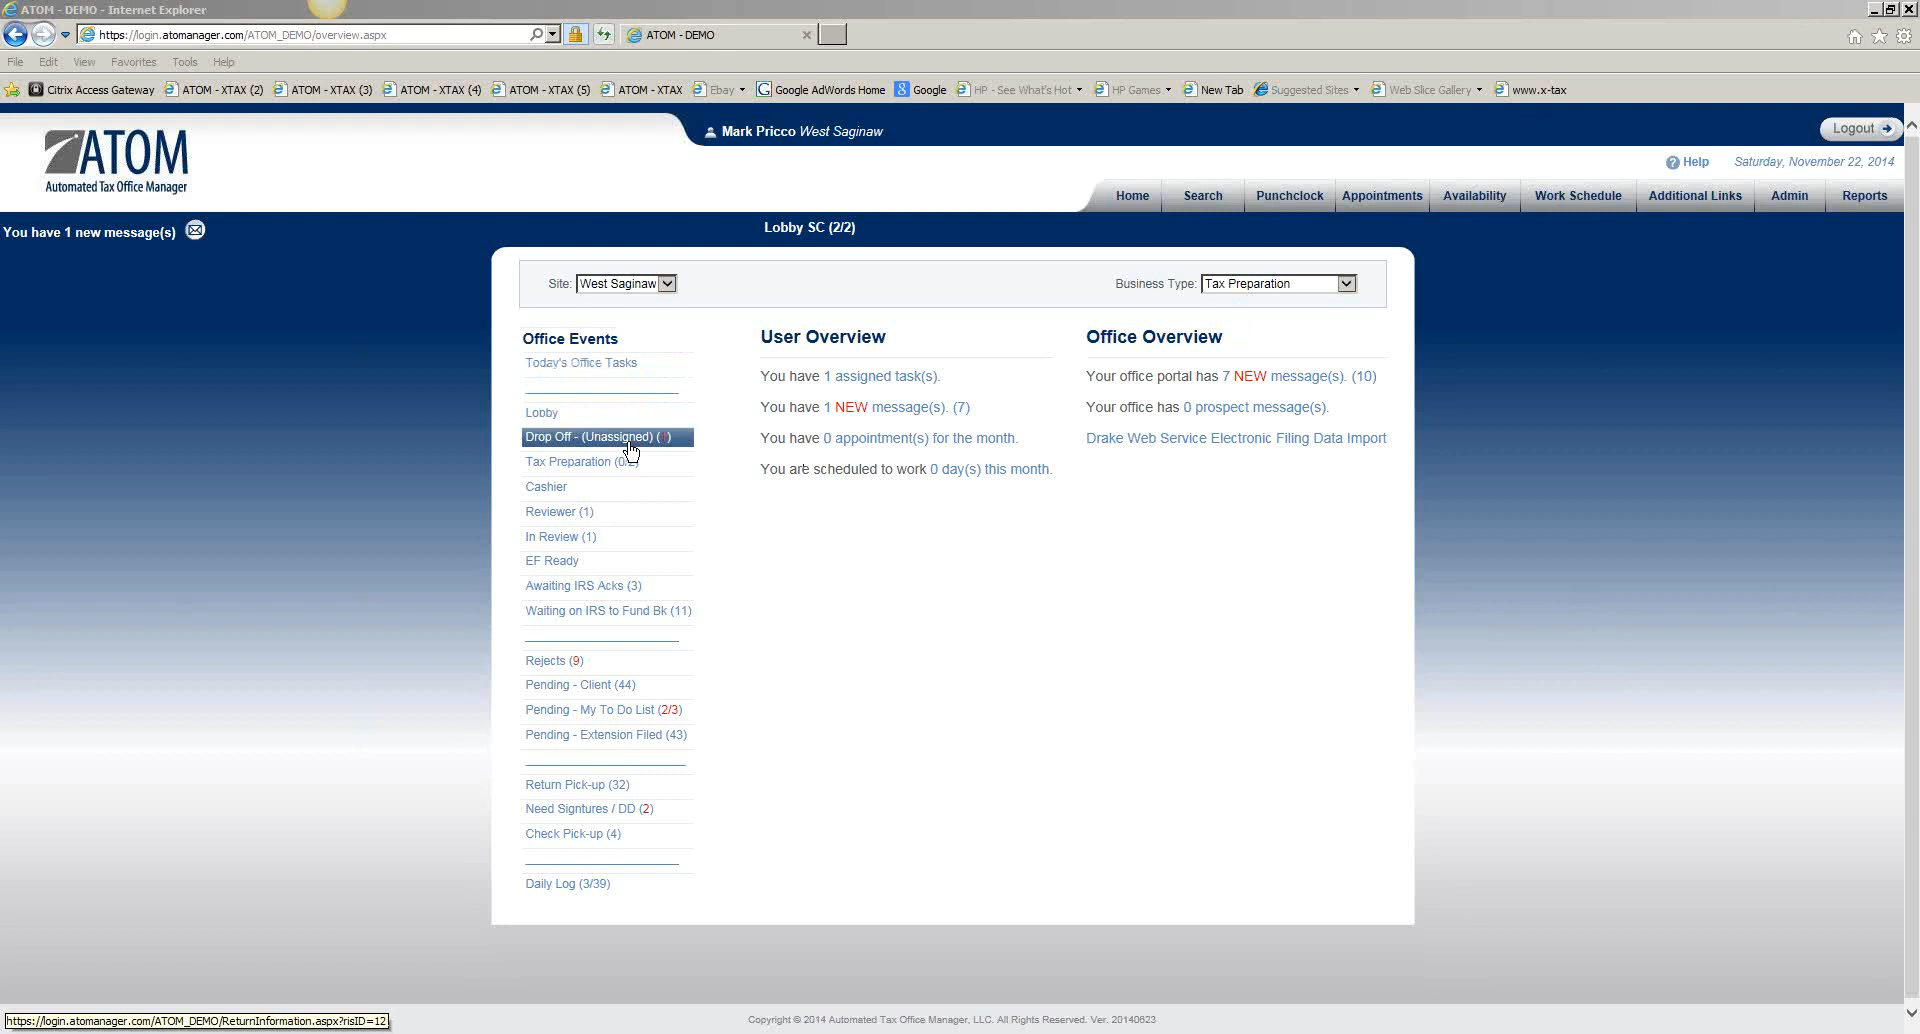 ATOM - DEMO - Internet Explorer
https://login.atomanager.com/ATOM_DEMO/overview.aspx
ATOM - DEMO
File Edit View Favorites Tools Help
Citrix Access Gateway ATOM - XTAX (2) ATOM - XTAX (3) ATOM - XTAX (4) ATOM - XTAX (5) ATOM - XTAX Ebay Google AdWords Home Google HP - See What's Hot HP Games New Tab Suggested Sites Web Slice Gallery www.x-tax
Mark Pricco West Saginaw
Logout
ATOM
Automated Tax Office Manager
Help Saturday, November 22, 2014
Home Search Punchclock Appointments Availability Work Schedule Additional Links Admin Reports
You have 1 new message(s)
Lobby SC (2/2)
Site: West Saginaw
Business Type: Tax Preparation
Office Events
Today's Office Tasks
Lobby
Drop Off - (Unassigned)
Tax Preparation
Cashier
Reviewer (1)
In Review (1)
EF Ready
Awaiting IRS Acks (3)
Waiting on IRS to Fund Bk (11)
Rejects (9)
Pending - Client (44)
Pending - My To Do List (2/3)
Pending - Extension Filed (43)
Return Pick-up (32)
Need Signtures / DD (2)
Check Pick-up (4)
Daily Log (3/39)
User Overview
You have 1 assigned task(s).
You have 1 NEW message(s). (7)
You have 0 appointment(s) for the month.
You are scheduled to work 0 day(s) this month.
Office Overview
Your office portal has 7 NEW message(s). (10)
Your office has 0 prospect message(s).
Drake Web Service Electronic Filing Data Import
https://login.atomanager.com/ATOM_DEMO/ReturnInformation.aspx?risID=12
Copyright © 2014 Automated Tax Office Manager, LLC. All Rights Reserved. Ver. 20140623